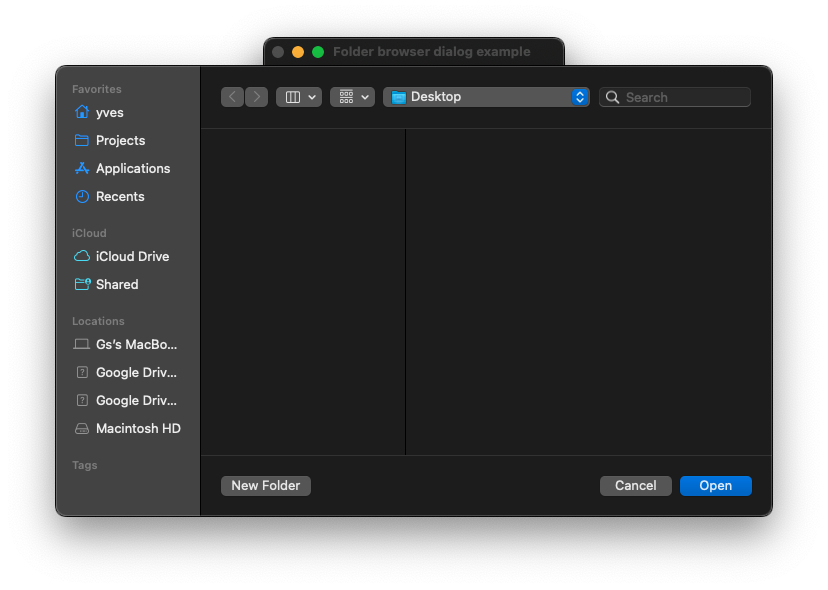 Folder browser dialog example
Favorites
yves
Projects
Applications
Recents
iCloud
iCloud Drive
Shared
Locations
Gs's MacBo...
Google Driv...
Google Driv...
Macintosh HD
Tags
Desktop
Search
New Folder
Cancel
Open